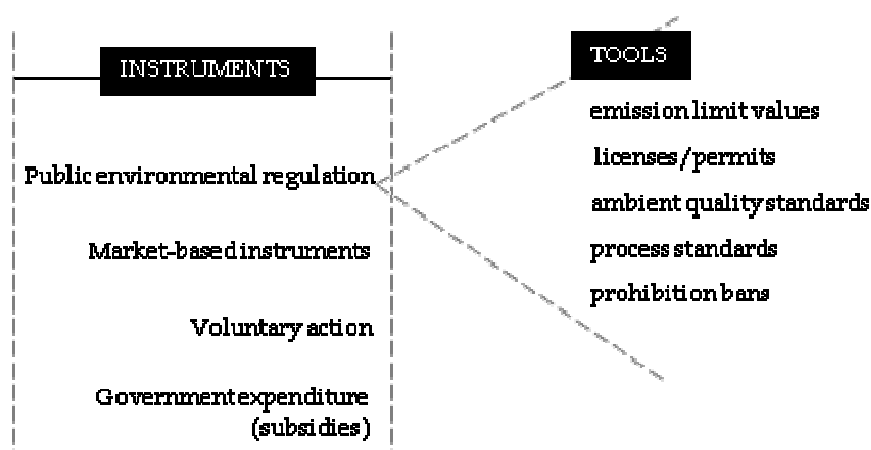 INSTRUMENTS
Public environmental regulation
Market-based instruments
Voluntary action
Government expenditure
(subsidies)
TOOLS
emission limit values
licenses/permits
ambient quality standards
process standards
prohibition bans